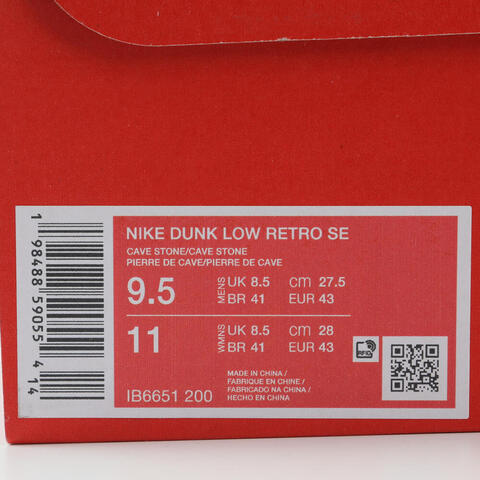 1 98488 59055 4 14
NIKE DUNK LOW RETRO SE
CAVE STONE/CAVE STONE
PIERRE DE CAVE/PIERRE DE CAVE
9.5 MENS UK 8.5 cm 27.5
BR 41 EUR 43
11 WMNS UK 8.5 cm 28
BR 41 EUR 43
RFID
MADE IN CHINA /
FABRIQUE EN CHINE /
FABRICADO NA CHINA /
HECHO EN CHINA
IB6651 200